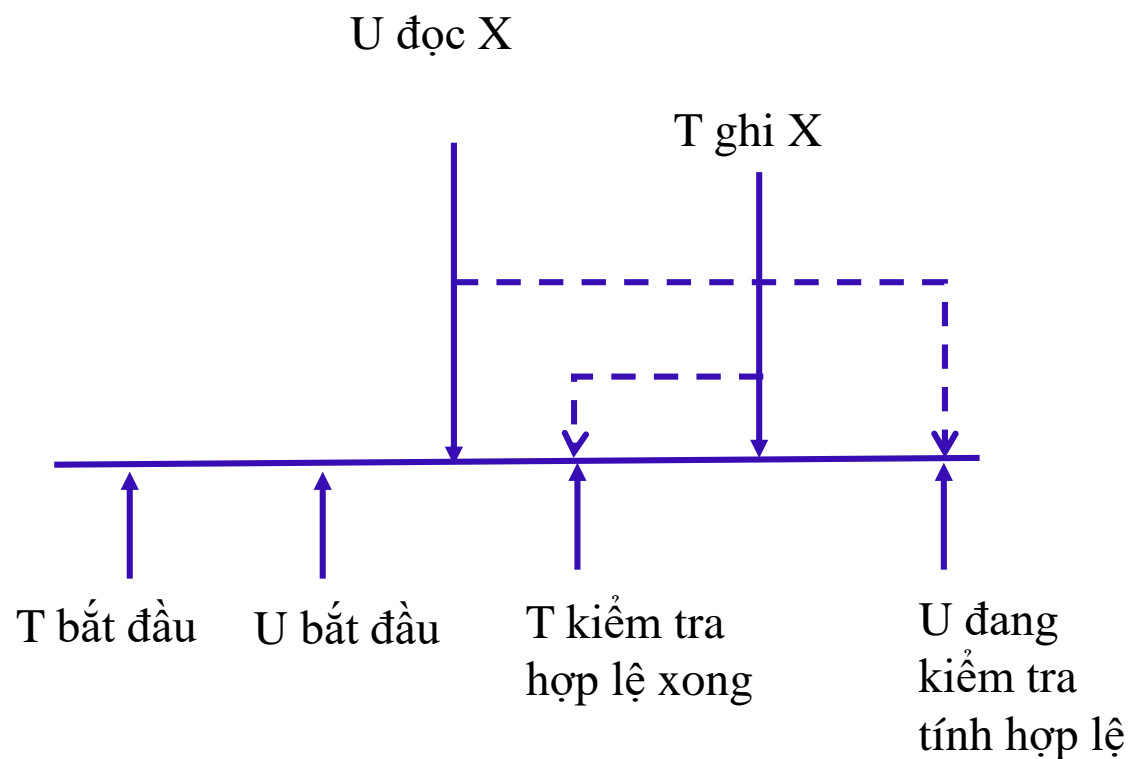 U đọc X
T ghi X
T bắt đầu
U bắt đầu
T kiểm tra
hợp lệ xong
U đang
kiểm tra
tính hợp lệ